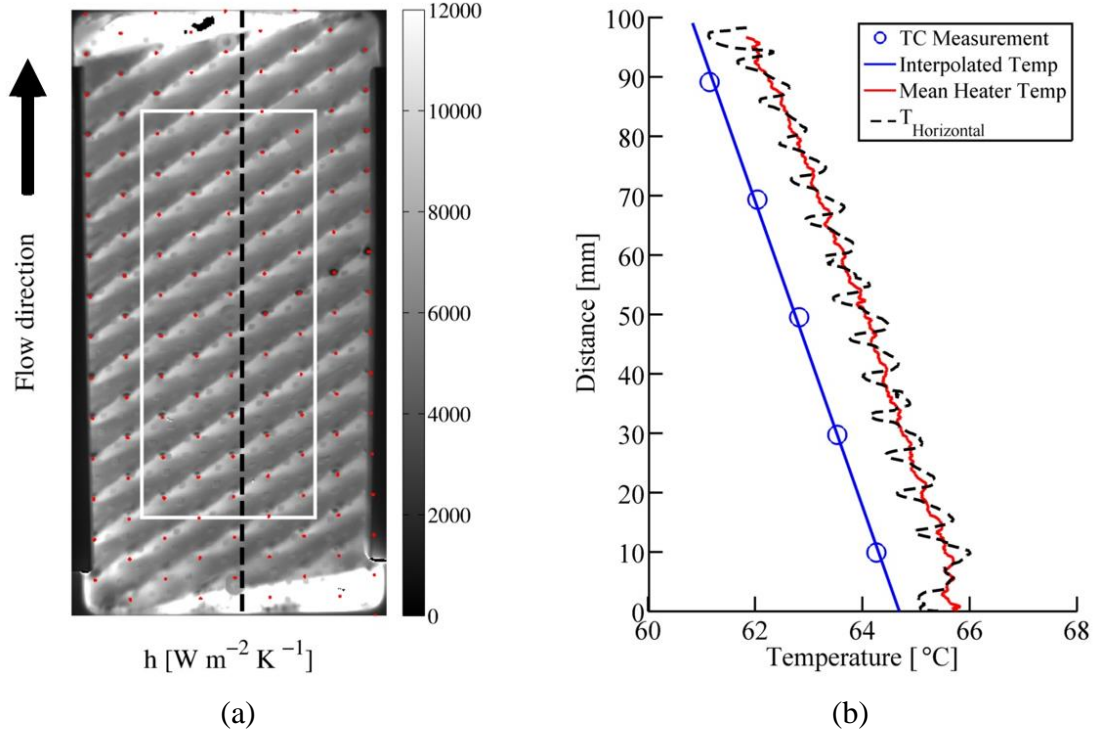 Flow direction
12000
10000
8000
6000
4000
2000
0
h [W m⁻² K⁻¹]
(a)
100
90
80
70
60
50
40
30
20
10
0
Distance [mm]
60
62
64
66
68
Temperature [°C]
TC Measurement
Interpolated Temp
Mean Heater Temp
T_Horizontal
(b)